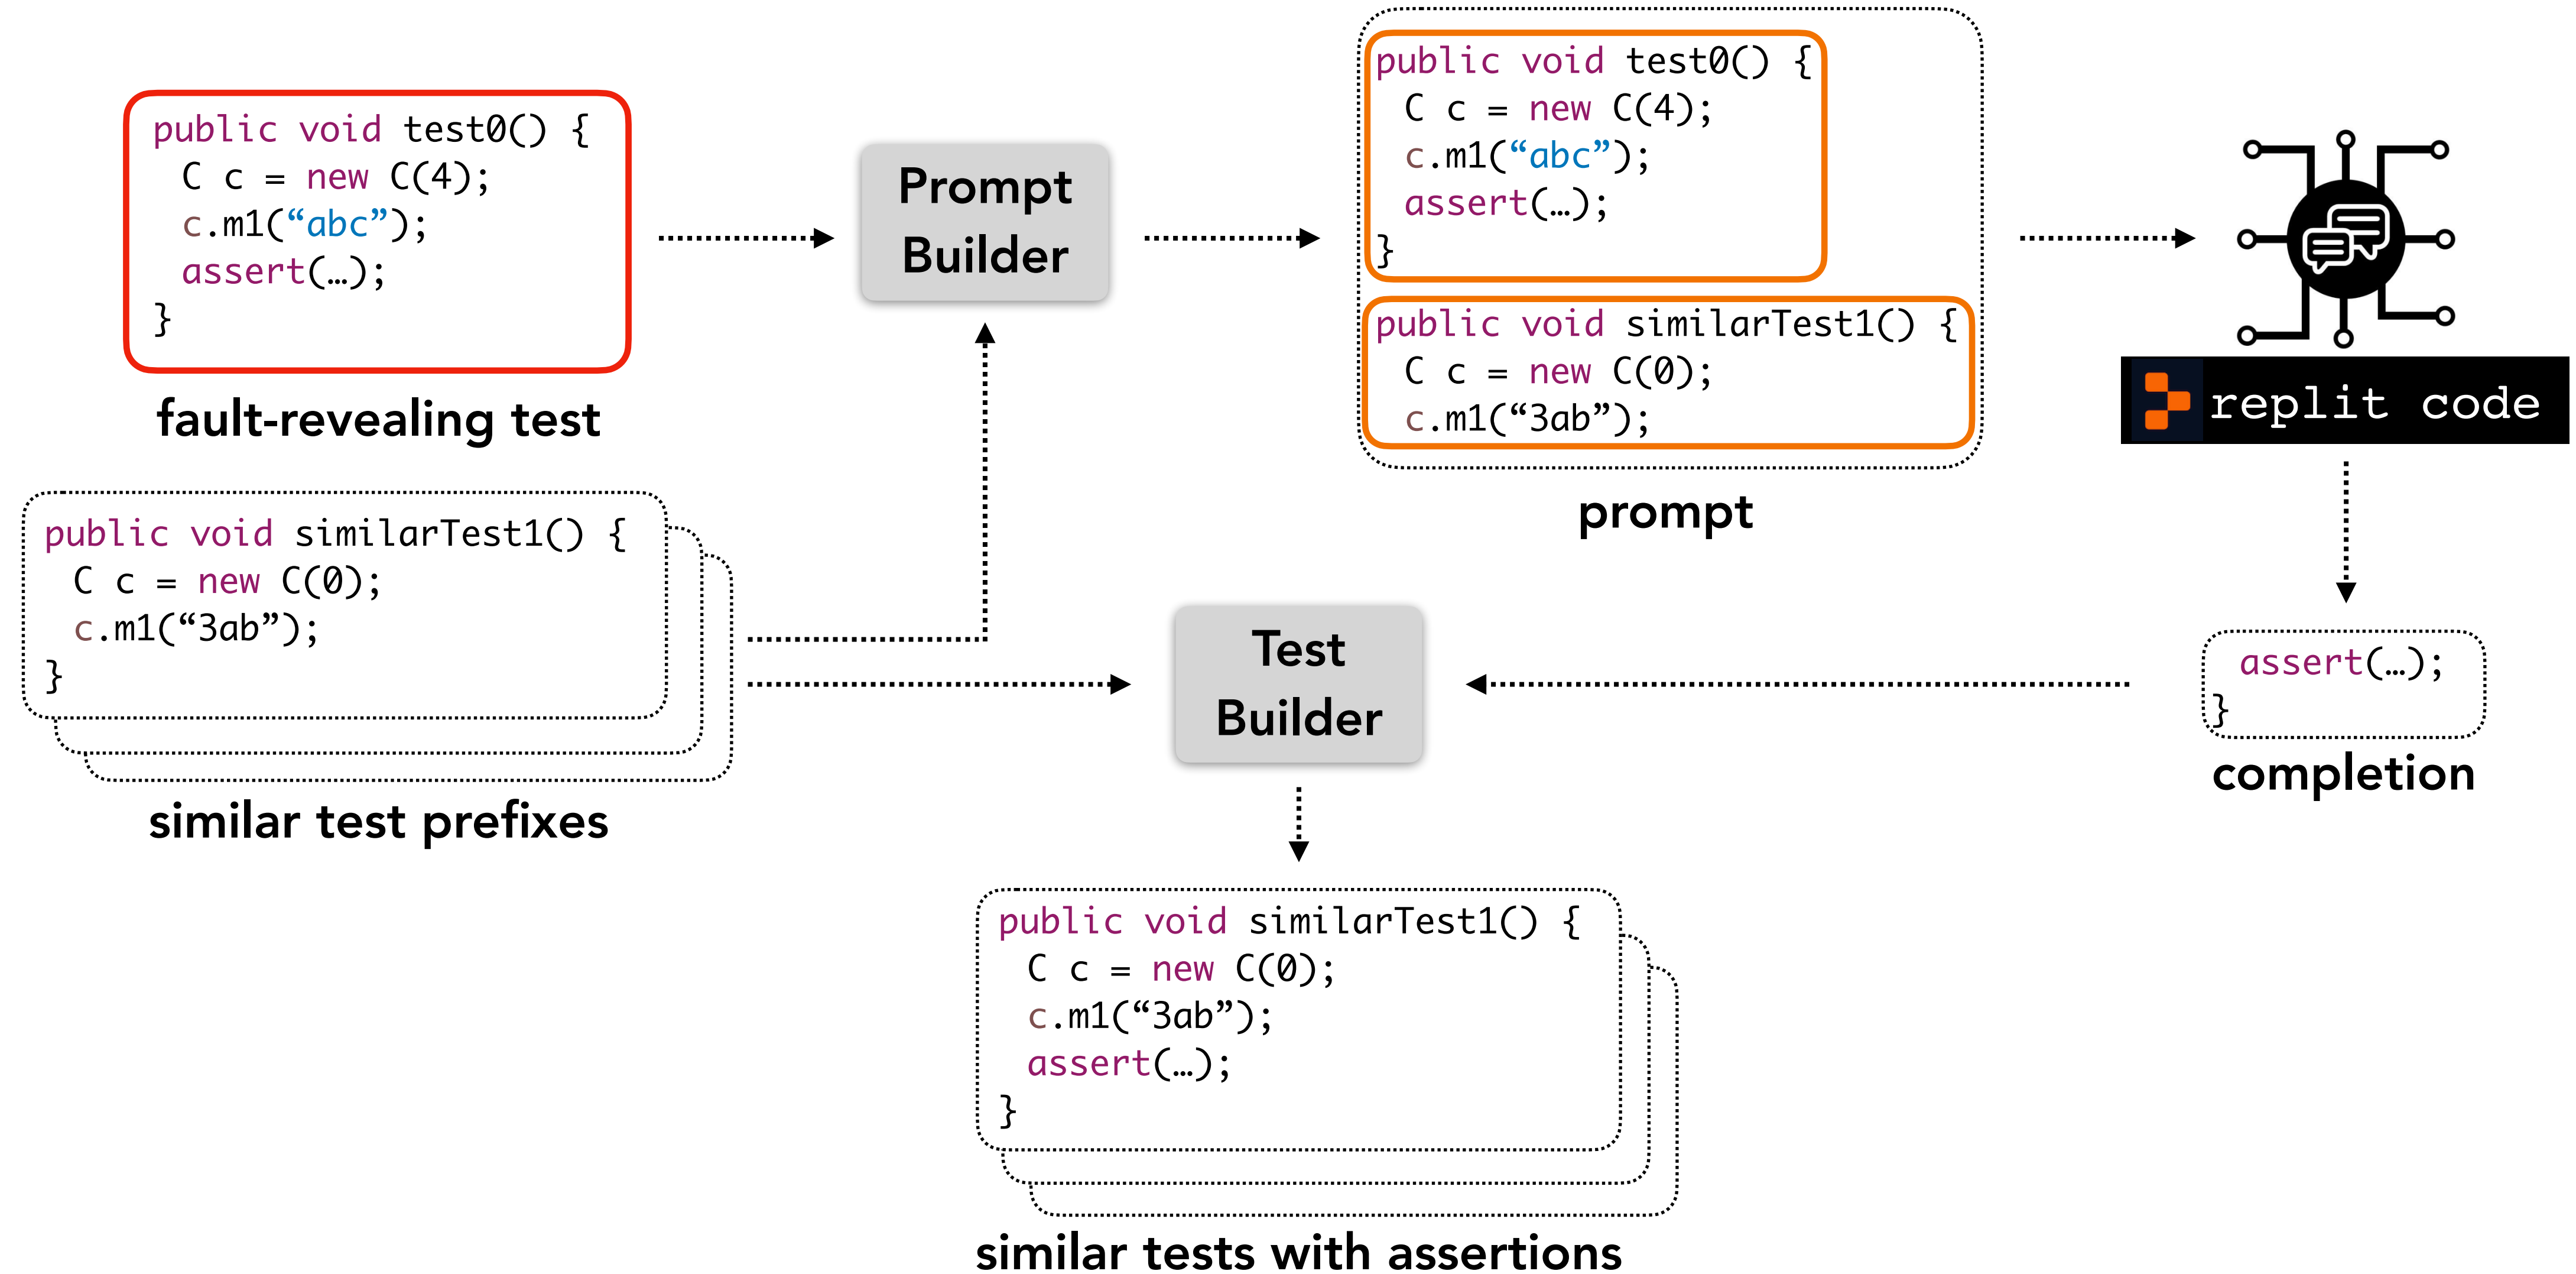 public void test0() {
C c = new C(4);
c.m1(“abc”);
assert(…);
}
fault-revealing test
public void similarTest1() {
C c = new C(0);
c.m1(“3ab”);
}
similar test prefixes
Prompt
Builder
public void test0() {
C c = new C(4);
c.m1(“abc”);
assert(…);
}
public void similarTest1() {
C c = new C(0);
c.m1(“3ab”);
prompt
replit code
assert(…);
}
completion
Test
Builder
public void similarTest1() {
C c = new C(0);
c.m1(“3ab”);
assert(…);
}
similar tests with assertions